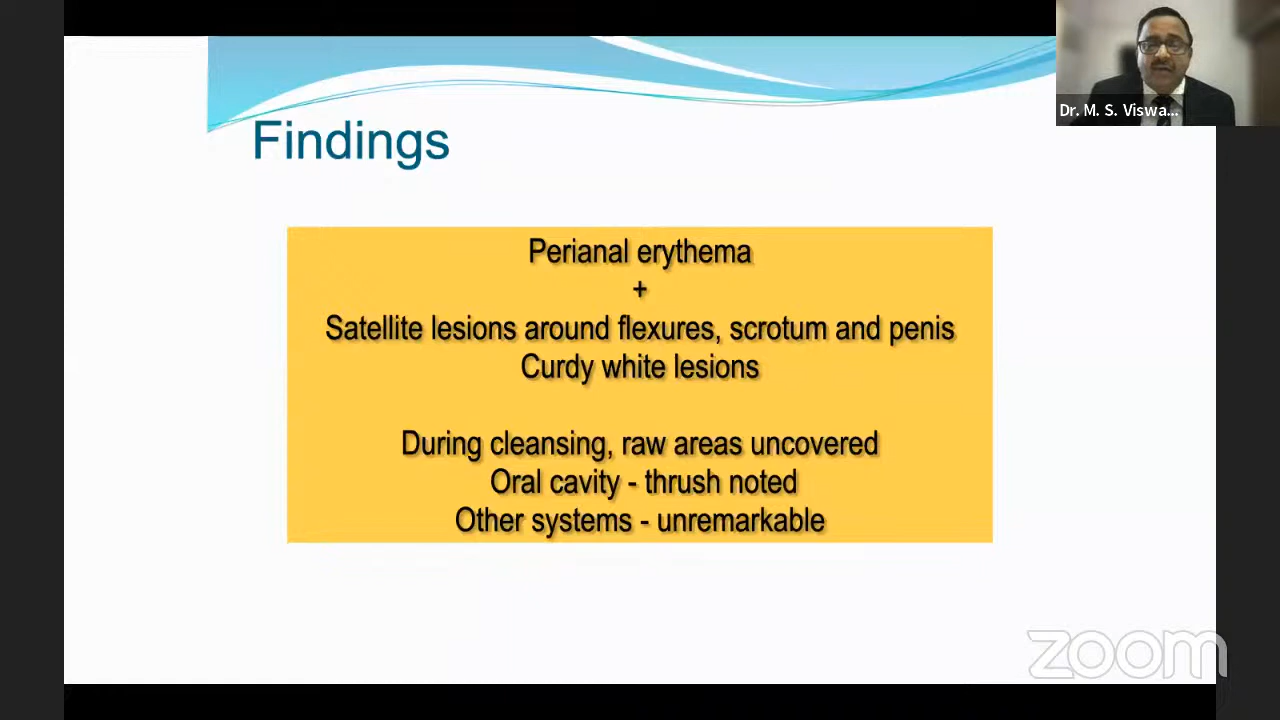 Dr. M. S. Viswa...
Findings
Perianal erythema
+
Satellite lesions around flexures, scrotum and penis
Curdy white lesions
During cleansing, raw areas uncovered
Oral cavity - thrush noted
Other systems - unremarkable
zoom